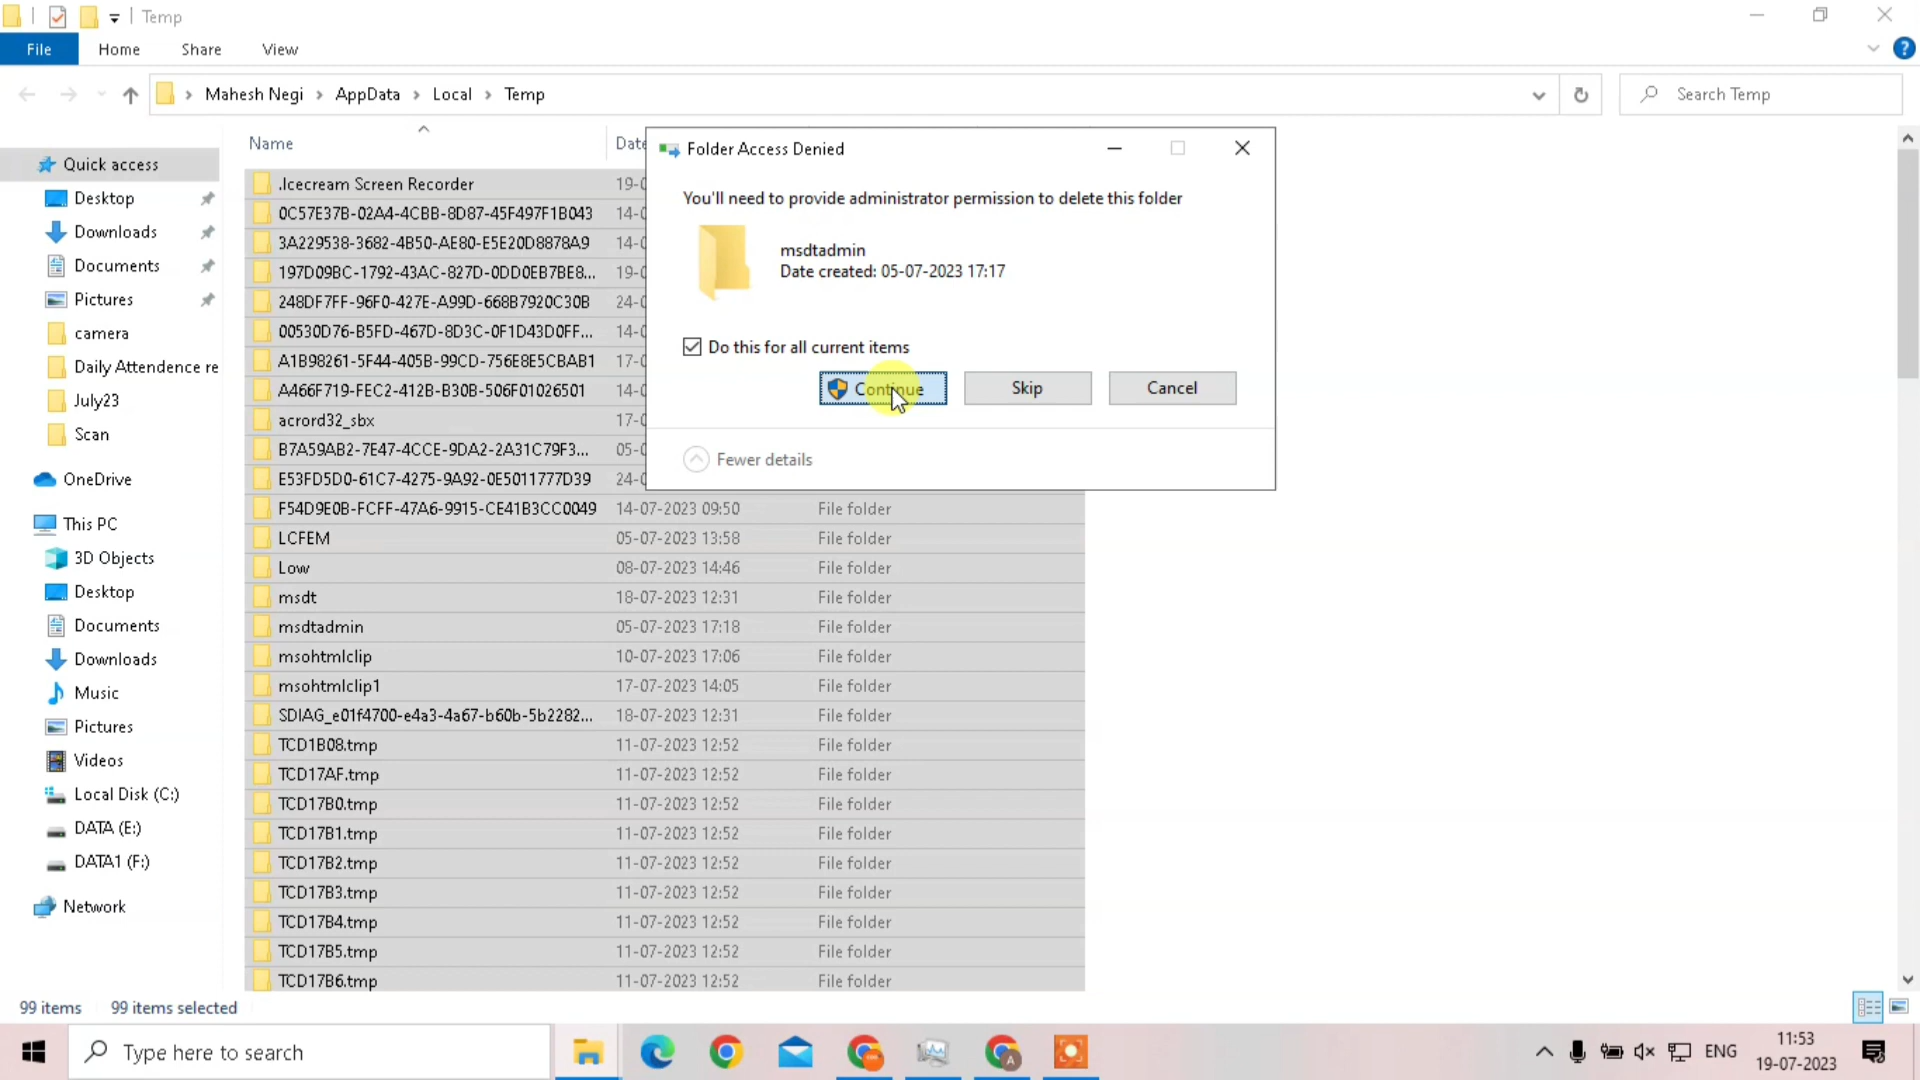 Temp
File Home Share View
Mahesh Negi AppData Local Temp
Search Temp
Name Date
Folder Access Denied
You'll need to provide administrator permission to delete this folder
msdtadmin
Date created: 05-07-2023 17:17
Do this for all current items
Continue Skip Cancel
Fewer details
Quick access
Desktop
Downloads
Documents
Pictures
camera
Daily Attendence re
July23
Scan
OneDrive
This PC
3D Objects
Desktop
Documents
Downloads
Music
Pictures
Videos
Local Disk (C:)
DATA (E:)
DATA1 (F:)
Network
.Icecream Screen Recorder 19-0
0C57E37B-02A4-4CBB-8D87-45F497F1B043 14-0
3A229538-3682-4B50-AE80-E5E20D8878A9 14-0
197D09BC-1792-43AC-827D-0DD0EB7BE8... 19-0
248DF7FF-96F0-427E-A99D-668B7920C30B 24-0
00530D76-B5FD-467D-8D3C-0F1D43D0FF... 14-0
A1B98261-5F44-405B-99CD-756E8E5CBAB1 17-0
A466F719-FEC2-412B-B30B-506F01026501 14-0
acrord32_sbx 17-0
B7A59AB2-7E47-4CCE-9DA2-2A31C79F3... 05-0
E53FD5D0-61C7-4275-9A92-0E5011777D39 24-0
F54D9E0B-FCFF-47A6-9915-CE41B3CC0049 14-07-2023 09:50 File folder
LCFEM 05-07-2023 13:58 File folder
Low 08-07-2023 14:46 File folder
msdt 18-07-2023 12:31 File folder
msdtadmin 05-07-2023 17:18 File folder
msohtmlclip 10-07-2023 17:06 File folder
msohtmlclip1 17-07-2023 14:05 File folder
SDIAG_e01f4700-e4a3-4a67-b60b-5b2282... 18-07-2023 12:31 File folder
TCD1B08.tmp 11-07-2023 12:52 File folder
TCD17AF.tmp 11-07-2023 12:52 File folder
TCD17B0.tmp 11-07-2023 12:52 File folder
TCD17B1.tmp 11-07-2023 12:52 File folder
TCD17B2.tmp 11-07-2023 12:52 File folder
TCD17B3.tmp 11-07-2023 12:52 File folder
TCD17B4.tmp 11-07-2023 12:52 File folder
TCD17B5.tmp 11-07-2023 12:52 File folder
TCD17B6.tmp 11-07-2023 12:52 File folder
99 items 99 items selected
Type here to search
A
ENG
11:53
19-07-2023